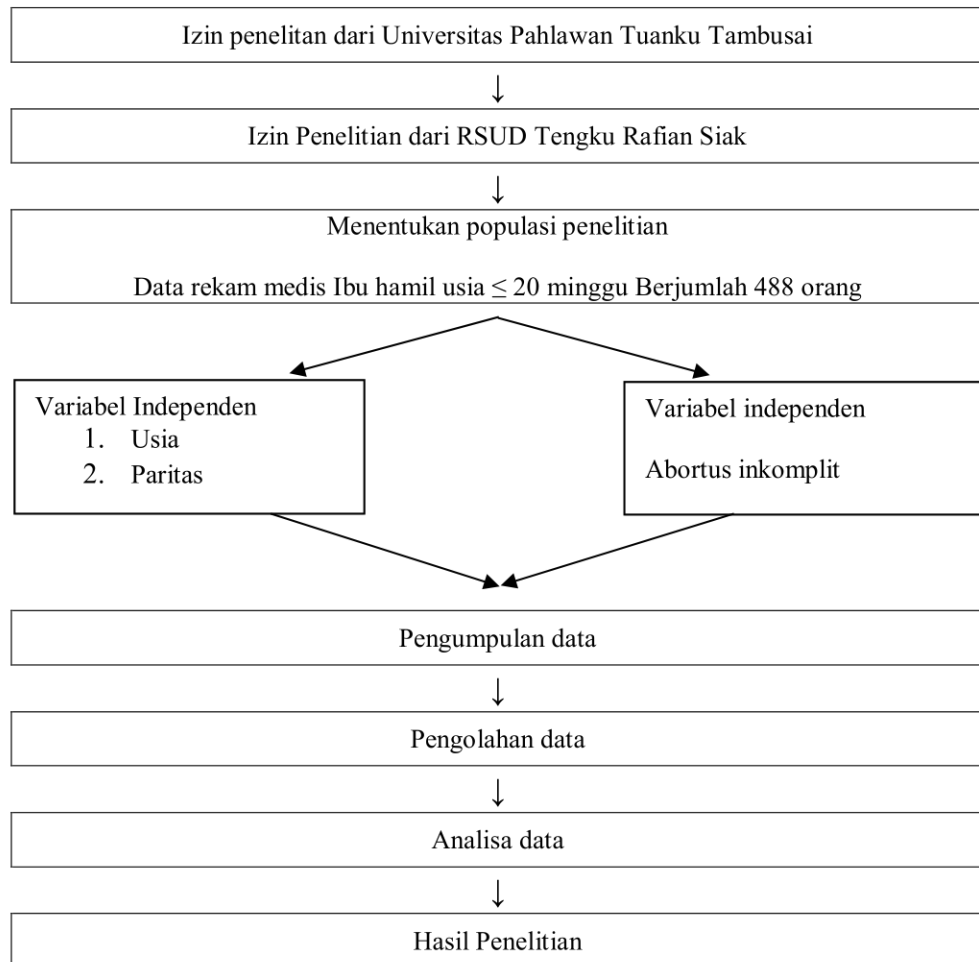 Izin penelitan dari Universitas Pahlawan Tuanku Tambusai
↓
Izin Penelitian dari RSUD Tengku Rafian Siak
↓
Menentukan populasi penelitian
Data rekam medis Ibu hamil usia ≤ 20 minggu Berjumlah 488 orang
Variabel Independen
1. Usia
2. Paritas
Variabel independen
Abortus inkomplit
Pengumpulan data
↓
Pengolahan data
↓
Analisa data
↓
Hasil Penelitian